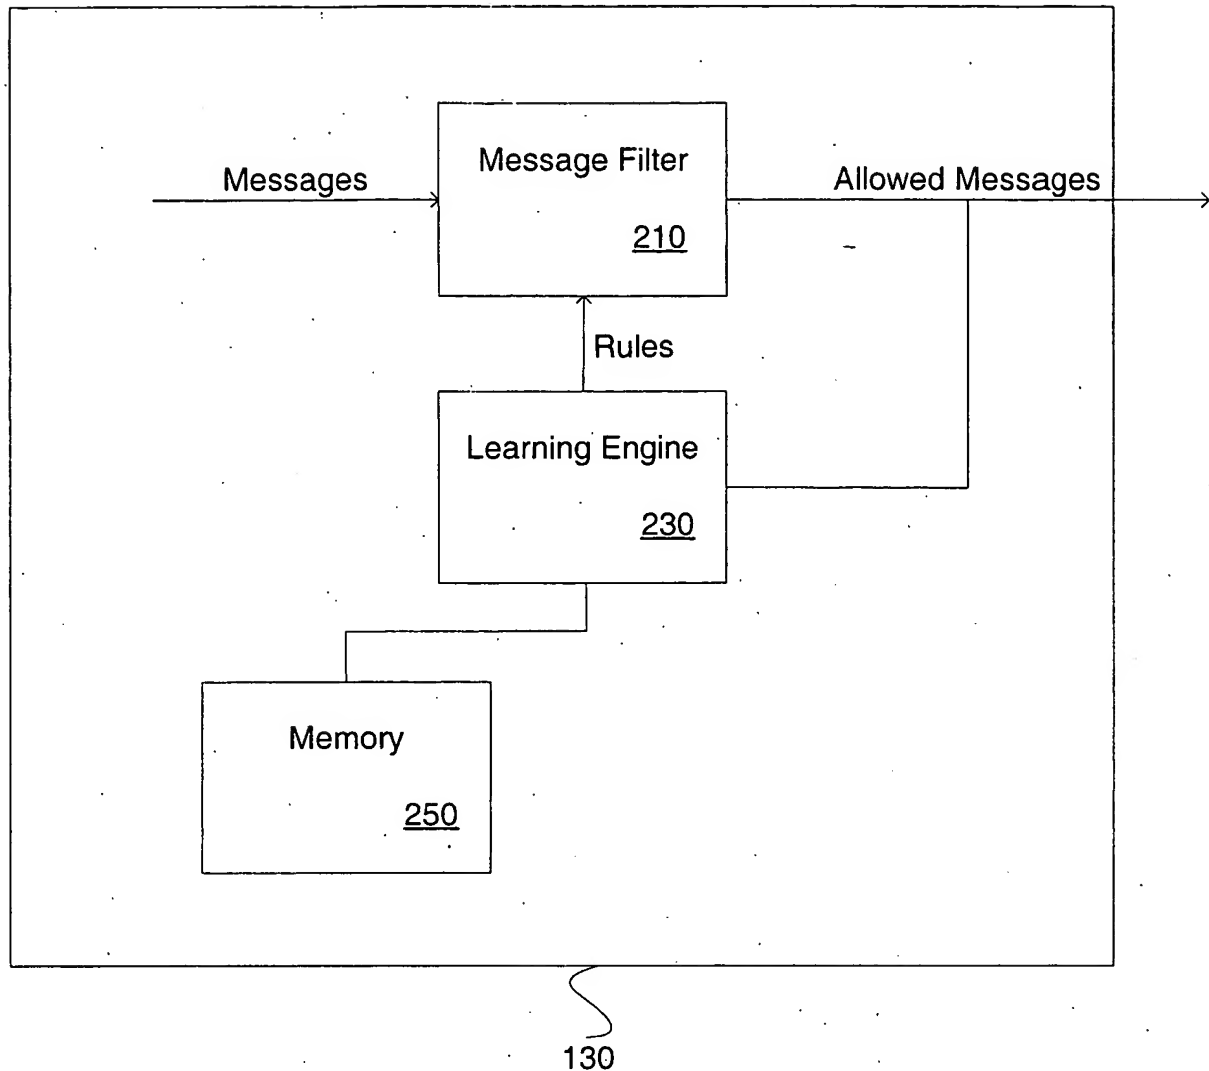 Message Filter
Messages
Allowed Messages
210
Rules
Learning Engine
230
Memory
250
130